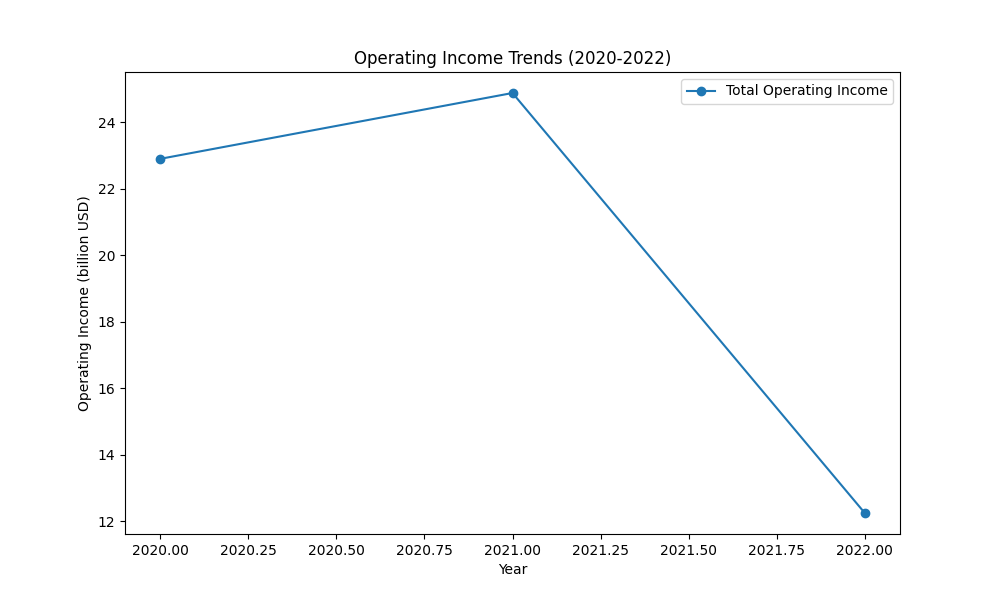 Operating Income Trends (2020-2022)
Total Operating Income
Operating Income (billion USD)
24
22
20
18
16
14
12
2020.00 2020.25 2020.50 2020.75 2021.00 2021.25 2021.50 2021.75 2022.00
Year